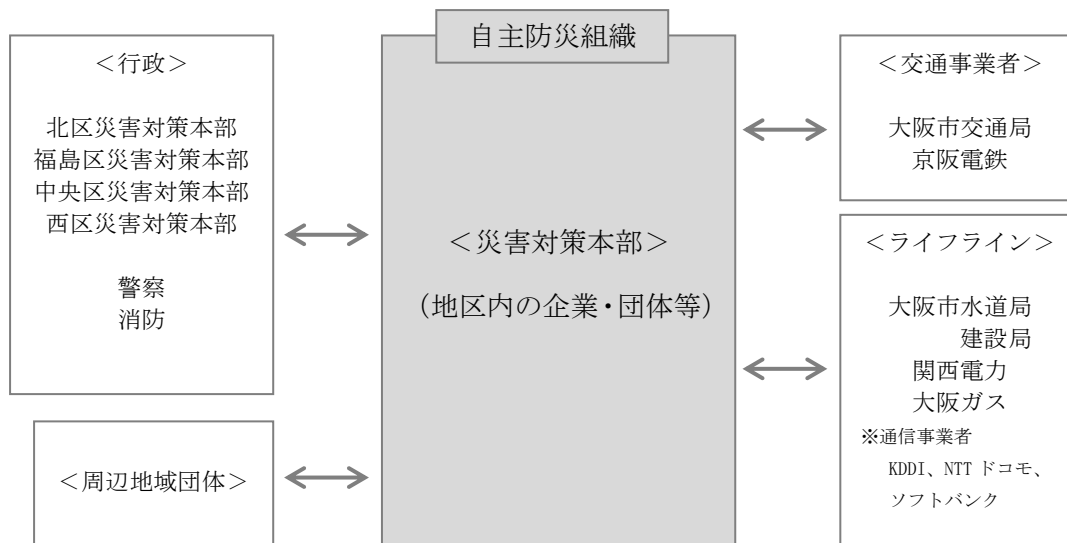 自主防災組織
＜行政＞
北区災害対策本部
福島区災害対策本部
中央区災害対策本部
西区災害対策本部
警察
消防
＜周辺地域団体＞
＜災害対策本部＞
（地区内の企業・団体等）
＜交通事業者＞
大阪市交通局
京阪電鉄
＜ライフライン＞
大阪市水道局
建設局
関西電力
大阪ガス
※通信事業者
KDDI、NTT ドコモ、
ソフトバンク